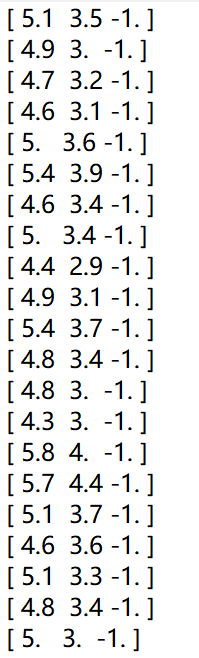 [ 5.1  3.5 -1. ]
[ 4.9  3.  -1. ]
[ 4.7  3.2 -1. ]
[ 4.6  3.1 -1. ]
[ 5.   3.6 -1. ]
[ 5.4  3.9 -1. ]
[ 4.6  3.4 -1. ]
[ 5.   3.4 -1. ]
[ 4.4  2.9 -1. ]
[ 4.9  3.1 -1. ]
[ 5.4  3.7 -1. ]
[ 4.8  3.4 -1. ]
[ 4.8  3.  -1. ]
[ 4.3  3.  -1. ]
[ 5.8  4.  -1. ]
[ 5.7  4.4 -1. ]
[ 5.1  3.7 -1. ]
[ 4.6  3.6 -1. ]
[ 5.1  3.3 -1. ]
[ 4.8  3.4 -1. ]
[ 5.   3.  -1. ]